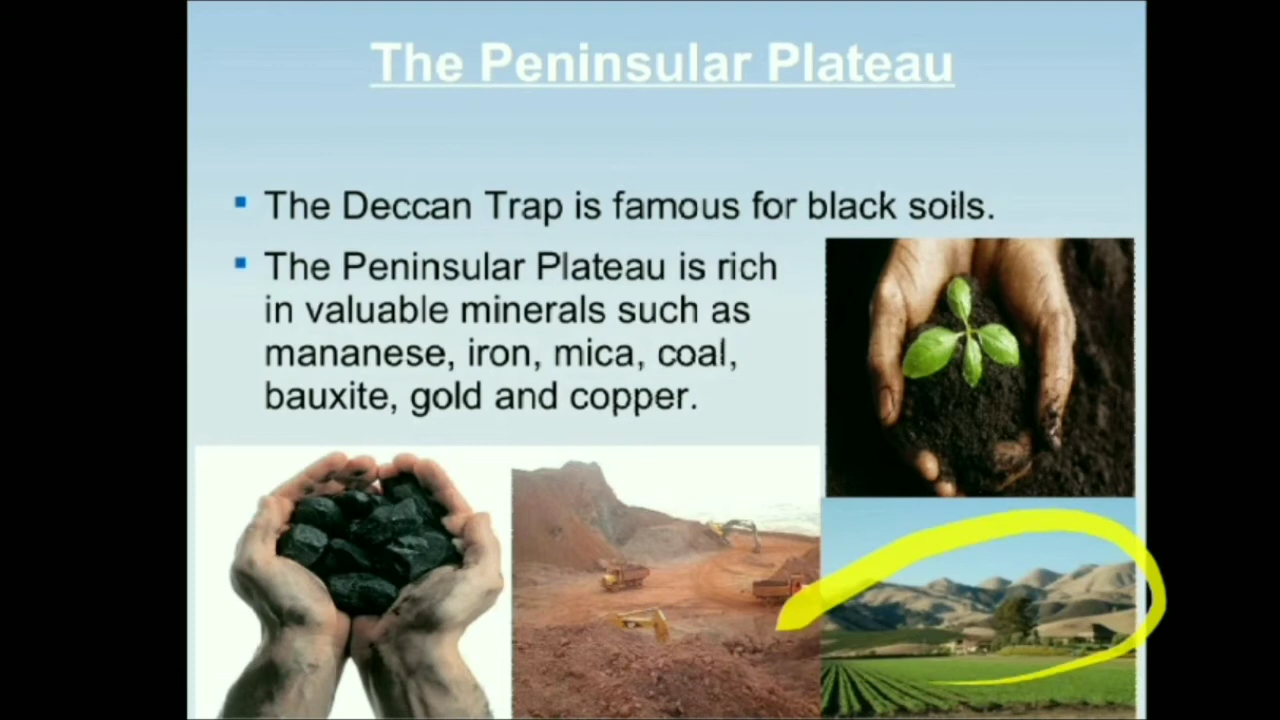 The Peninsular Plateau
The Deccan Trap is famous for black soils.
The Peninsular Plateau is rich
in valuable minerals such as
mananese, iron, mica, coal,
bauxite, gold and copper.